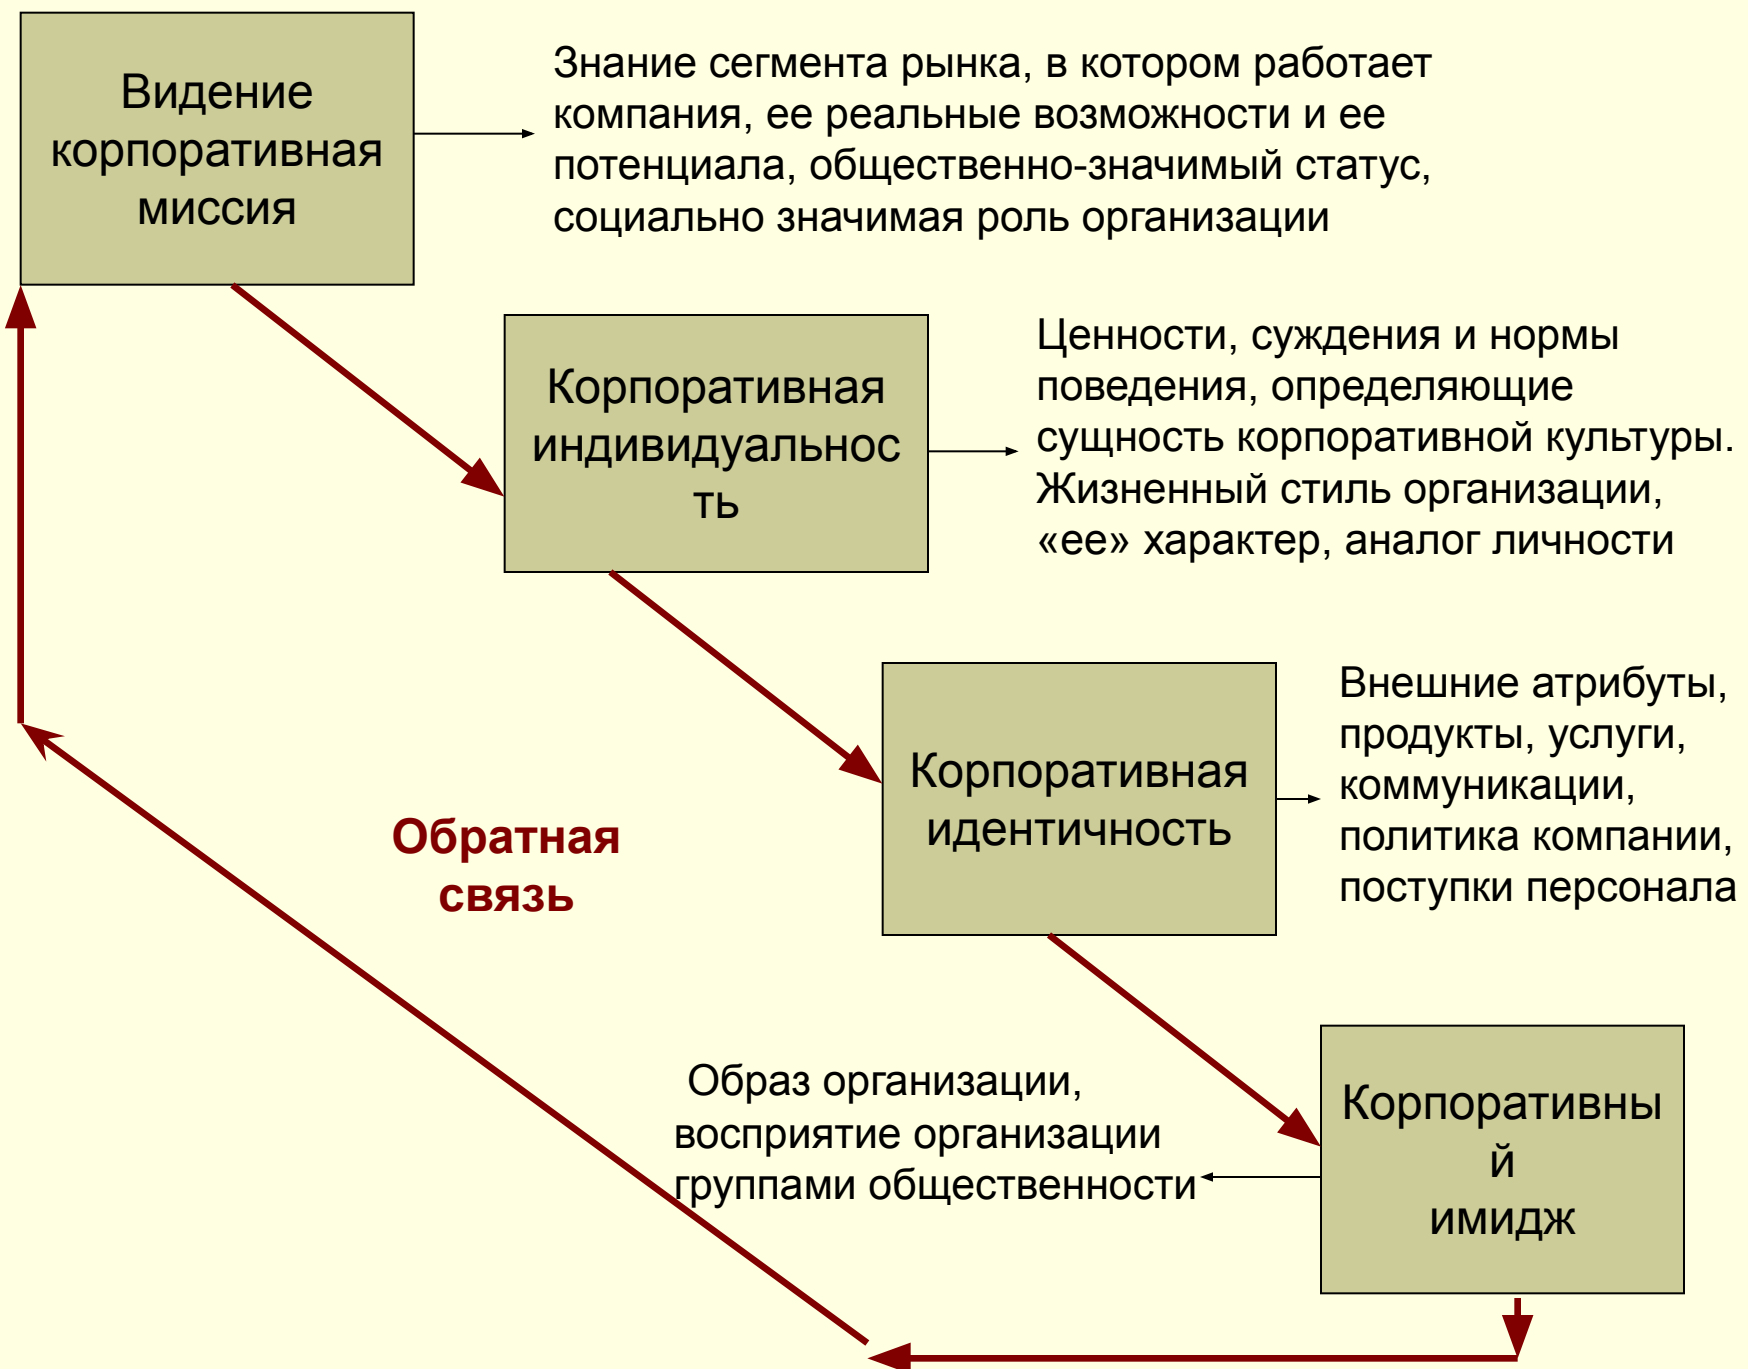 Видение
корпоративная
миссия
Знание сегмента рынка, в котором работает
компания, ее реальные возможности и ее
потенциала, общественно-значимый статус,
социально значимая роль организации
Корпоративная
индивидуальнос
ть
Ценности, суждения и нормы
поведения, определяющие
сущность корпоративной культуры.
Жизненный стиль организации,
«ее» характер, аналог личности
Корпоративная
идентичность
Внешние атрибуты,
продукты, услуги,
коммуникации,
политика компании,
поступки персонала
Обратная
связь
Образ организации,
восприятие организации
группами общественности
Корпоративны
й
имидж